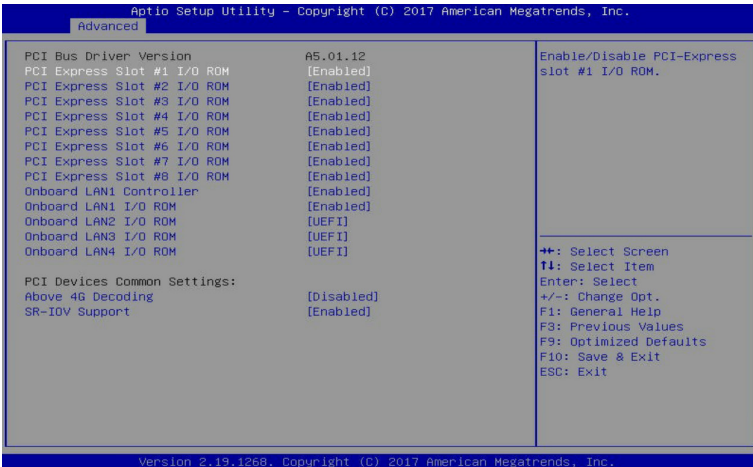 Aptio Setup Utility – Copyright (C) 2017 American Megatrends, Inc.
Advanced
PCI Bus Driver Version A5.01.12
PCI Express Slot #1 I/O ROM [Enabled]
PCI Express Slot #2 I/O ROM [Enabled]
PCI Express Slot #3 I/O ROM [Enabled]
PCI Express Slot #4 I/O ROM [Enabled]
PCI Express Slot #5 I/O ROM [Enabled]
PCI Express Slot #6 I/O ROM [Enabled]
PCI Express Slot #7 I/O ROM [Enabled]
PCI Express Slot #8 I/O ROM [Enabled]
Onboard LAN1 Controller [Enabled]
Onboard LAN1 I/O ROM [Enabled]
Onboard LAN2 I/O ROM [UEFI]
Onboard LAN3 I/O ROM [UEFI]
Onboard LAN4 I/O ROM [UEFI]
PCI Devices Common Settings:
Above 4G Decoding [Disabled]
SR-IOV Support [Enabled]
Enable/Disable PCI-Express
slot #1 I/O ROM.
→←: Select Screen
↑↓: Select Item
Enter: Select
+/-: Change Opt.
F1: General Help
F3: Previous Values
F9: Optimized Defaults
F10: Save & Exit
ESC: Exit
Version 2.19.1268. Copyright (C) 2017 American Megatrends, Inc.